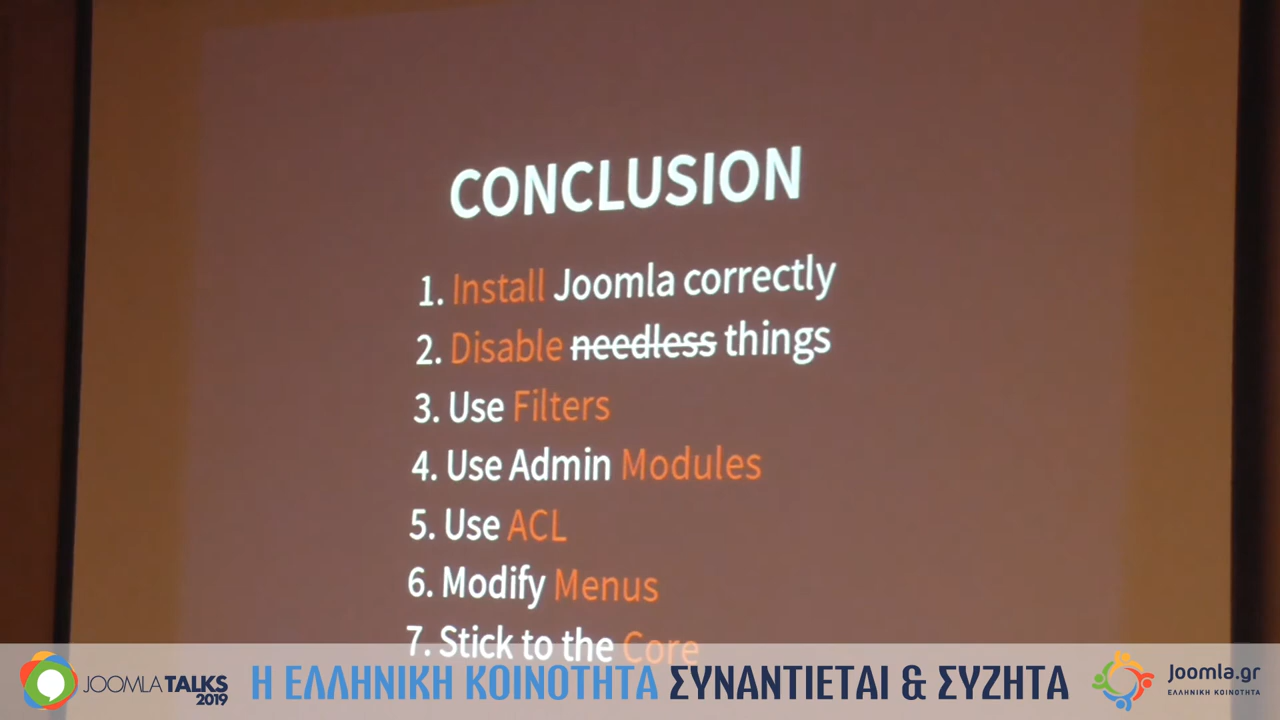 CONCLUSION
1. Install Joomla correctly
2. Disable needless things
3. Use Filters
4. Use Admin Modules
5. Use ACL
6. Modify Menus
7. Stick to the Core
JOOMLA TALKS
2019
Η ΕΛΛΗΝΙΚΗ ΚΟΙΝΟΤΗΤΑ ΣΥΝΑΝΤΙΕΤΑΙ & ΣΥΖΗΤΑ
Joomla.gr
ΕΛΛΗΝΙΚΗ ΚΟΙΝΟΤΗΤΑ